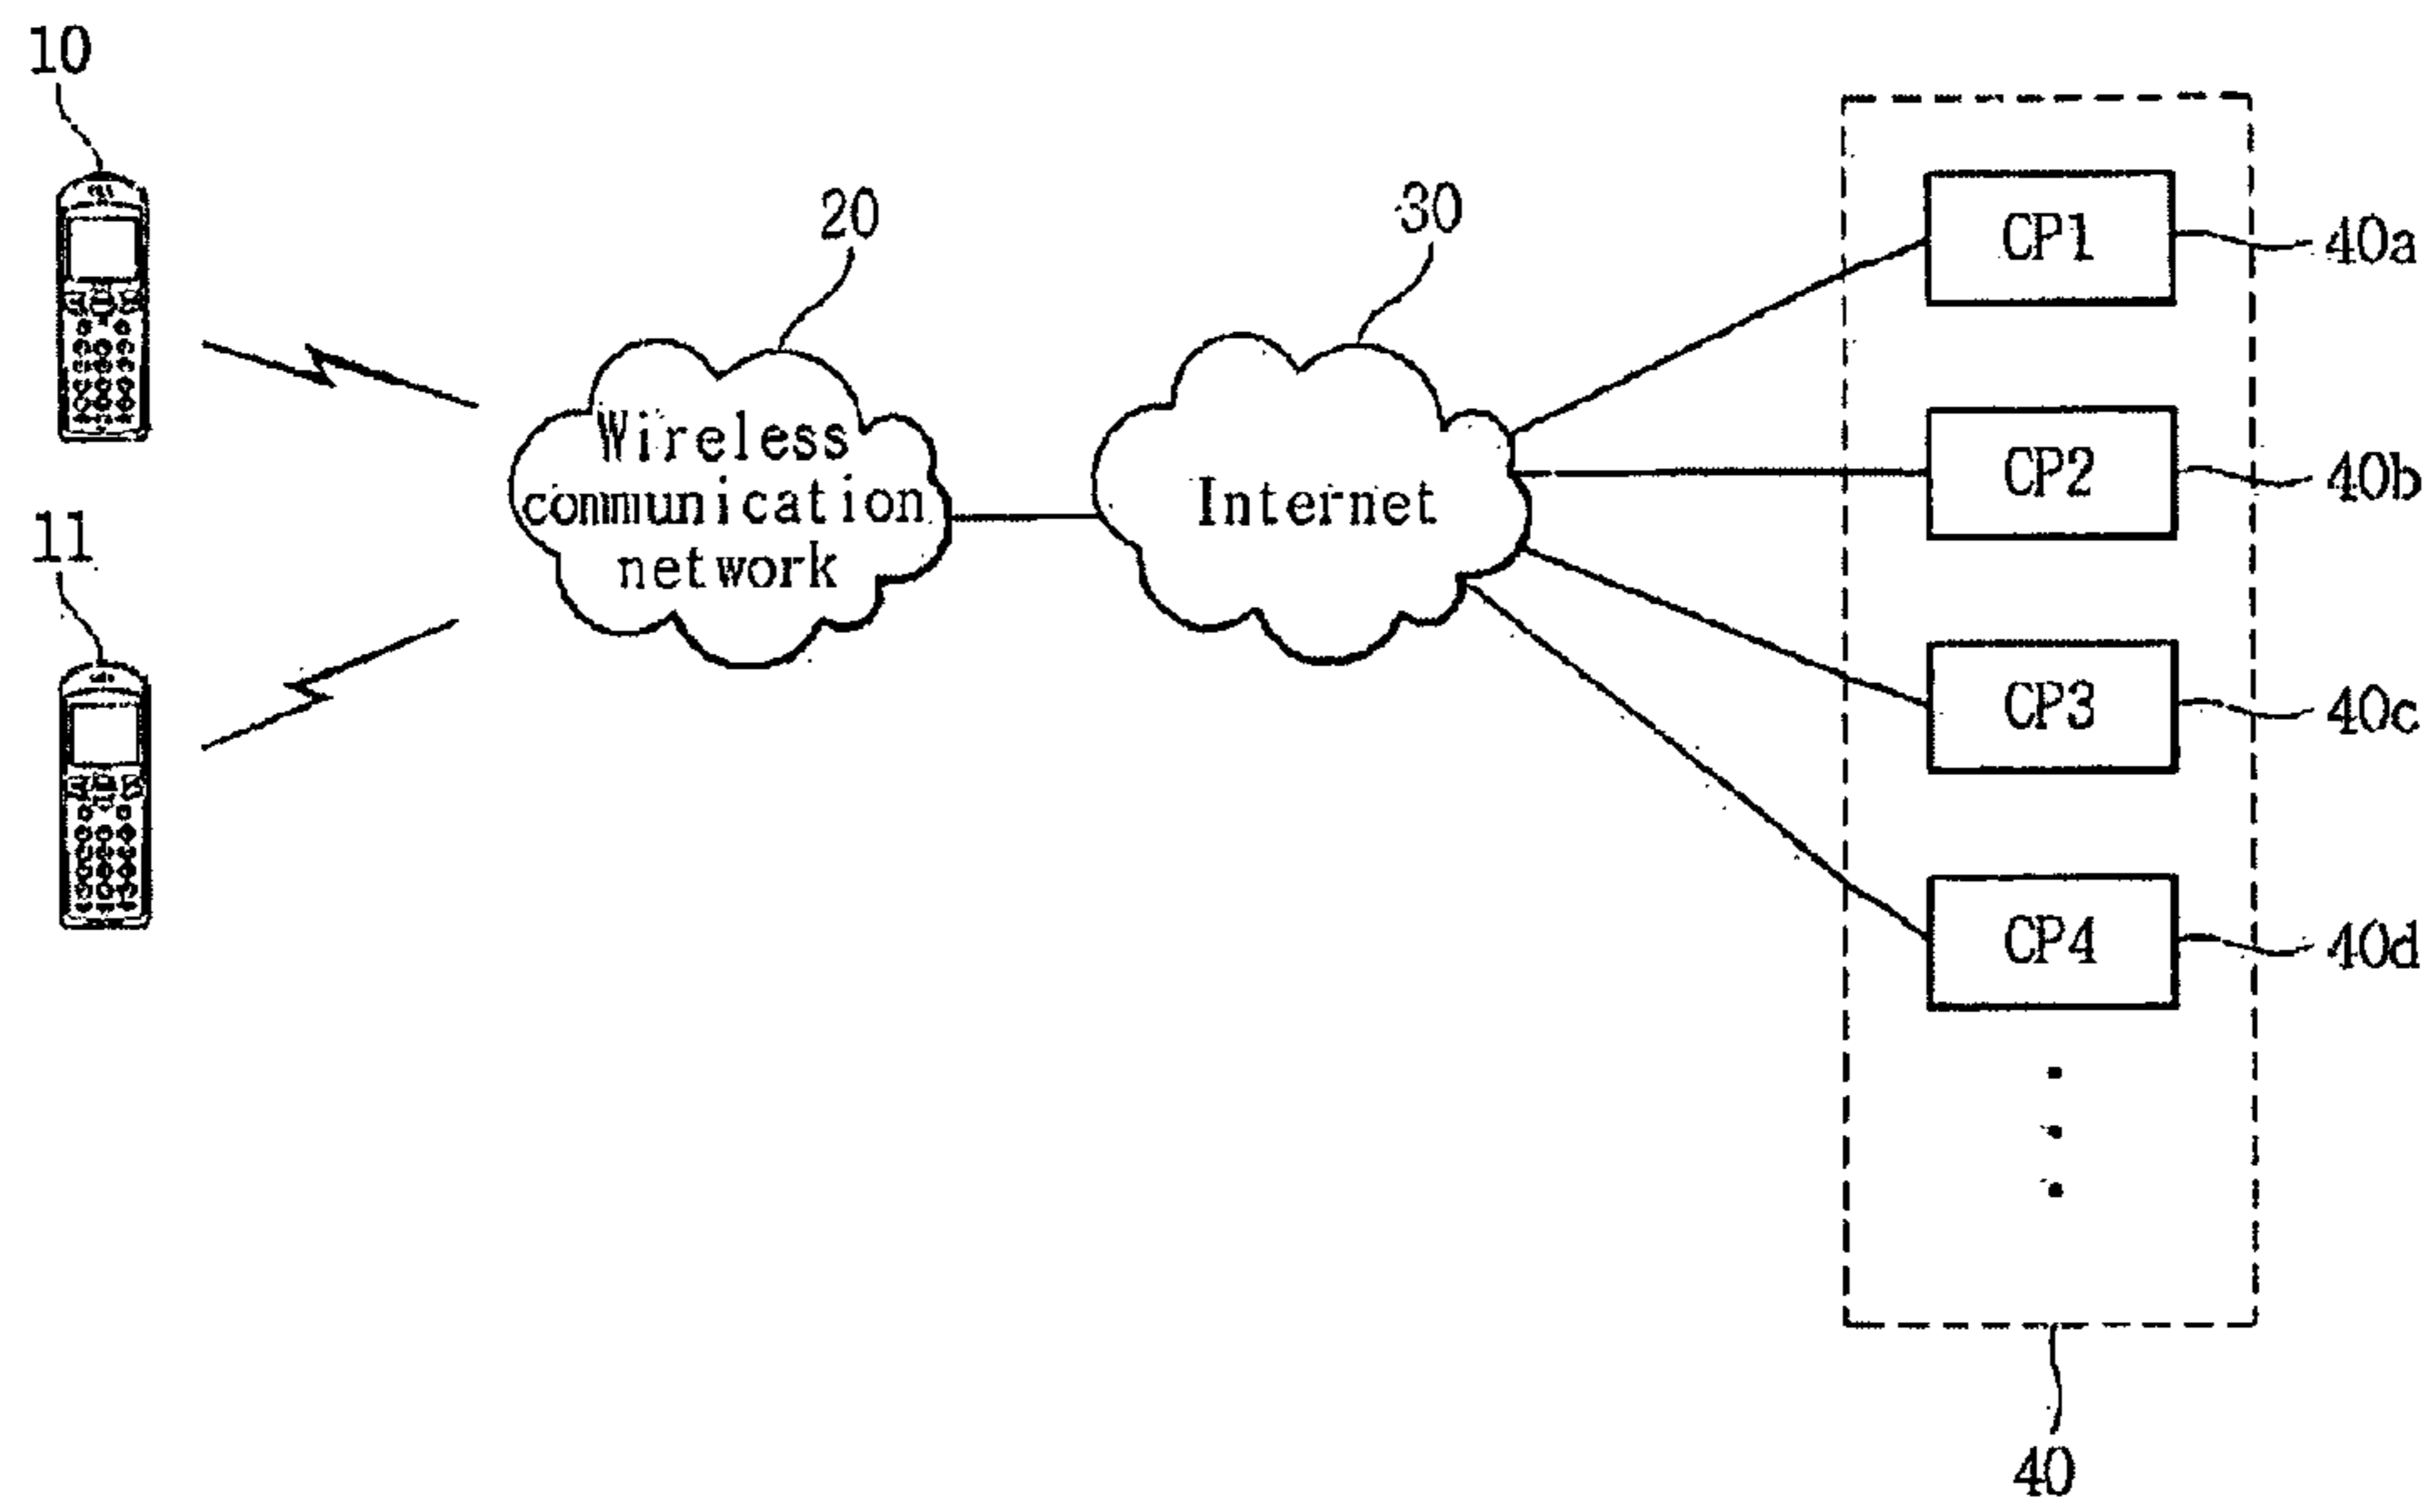 10
20
30
CP1
40a
Wireless
communication
network
Internet
CP2
40b
11
CP3
40c
CP4
40d
40